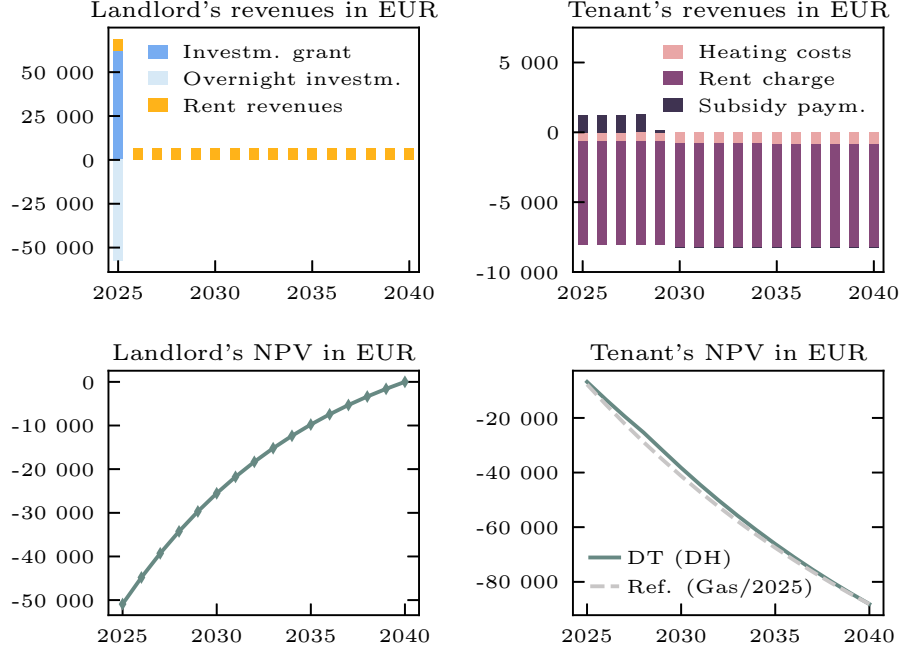 Landlord's revenues in EUR
50 000
25 000
0
-25 000
-50 000
Investm. grant
Overnight investm.
Rent revenues
2025 2030 2035 2040
Tenant's revenues in EUR
5 000
0
-5 000
-10 000
Heating costs
Rent charge
Subsidy paym.
2025 2030 2035 2040
Landlord's NPV in EUR
0
-10 000
-20 000
-30 000
-40 000
-50 000
2025 2030 2035 2040
Tenant's NPV in EUR
-20 000
-40 000
-60 000
-80 000
DT (DH)
Ref. (Gas/2025)
2025 2030 2035 2040